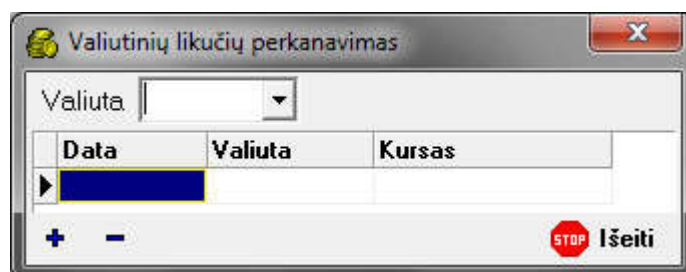 Valiutinių likučių perkanavimas
Valiuta
Data Valiuta Kursas
+ − STOP Išeiti